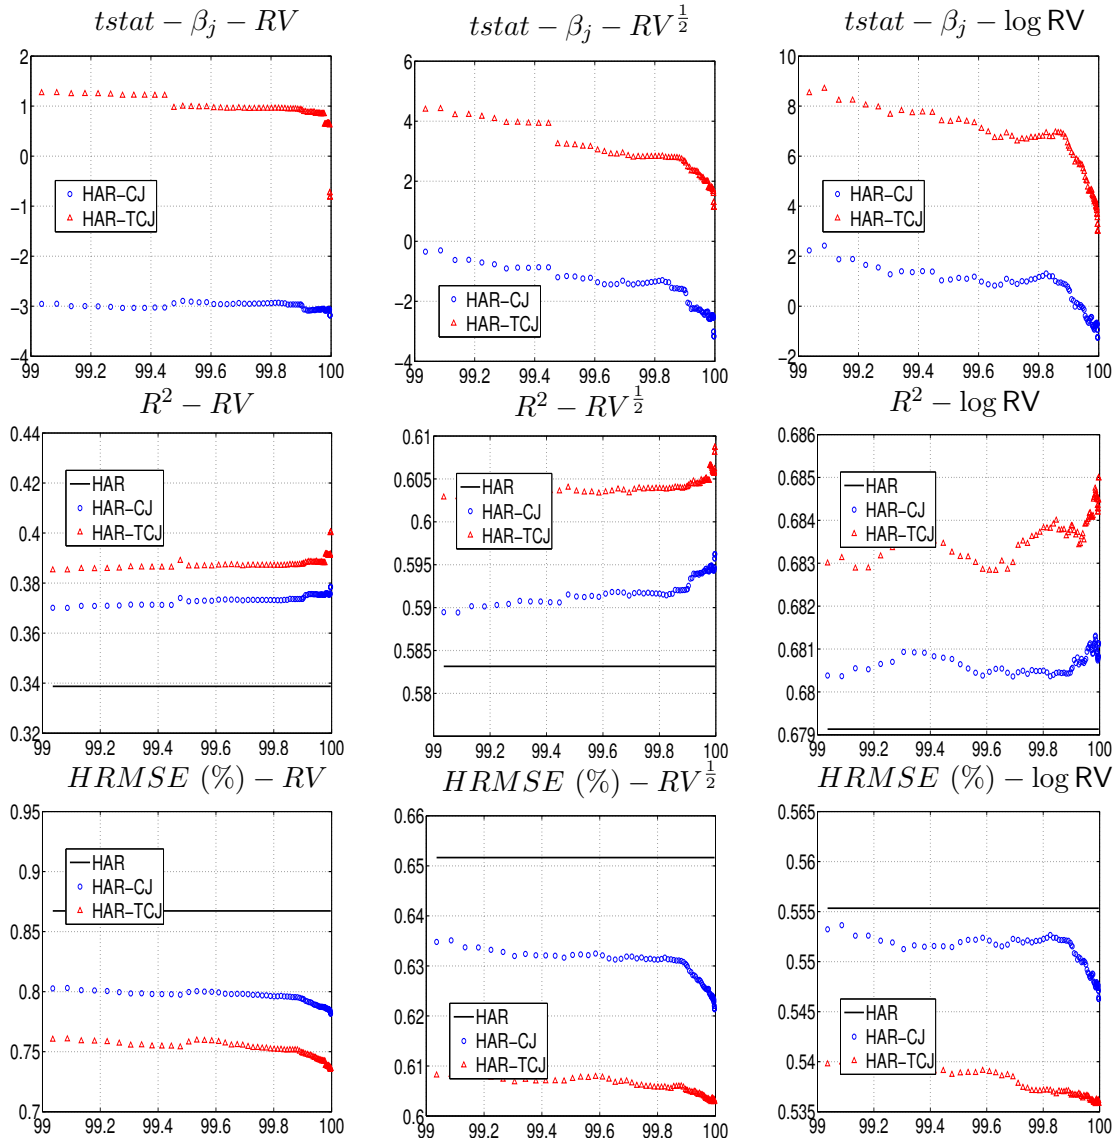 tstat − βj − RV
2
1
0
−1
−2
−3
−4
HAR−CJ
HAR−TCJ
99 99.2 99.4 99.6 99.8 100
tstat − βj − RV^1/2
6
4
2
0
−2
−4
HAR−CJ
HAR−TCJ
99 99.2 99.4 99.6 99.8 100
tstat − βj − log RV
10
8
6
4
2
0
−2
HAR−CJ
HAR−TCJ
99 99.2 99.4 99.6 99.8 100
R² − RV
0.44
0.42
0.4
0.38
0.36
0.34
0.32
HAR
HAR−CJ
HAR−TCJ
99 99.2 99.4 99.6 99.8 100
R² − RV^1/2
0.61
0.605
0.6
0.595
0.59
0.585
0.58
HAR
HAR−CJ
HAR−TCJ
99 99.2 99.4 99.6 99.8 100
R² − log RV
0.686
0.685
0.684
0.683
0.682
0.681
0.68
0.679
HAR
HAR−CJ
HAR−TCJ
99 99.2 99.4 99.6 99.8 100
HRMSE (%) − RV
0.95
0.9
0.85
0.8
0.75
0.7
HAR
HAR−CJ
HAR−TCJ
99 99.2 99.4 99.6 99.8 100
HRMSE (%) − RV^1/2
0.66
0.65
0.64
0.63
0.62
0.61
0.6
HAR
HAR−CJ
HAR−TCJ
99 99.2 99.4 99.6 99.8 100
HRMSE (%) − log RV
0.565
0.56
0.555
0.55
0.545
0.54
0.535
HAR
HAR−CJ
HAR−TCJ
99 99.2 99.4 99.6 99.8 100